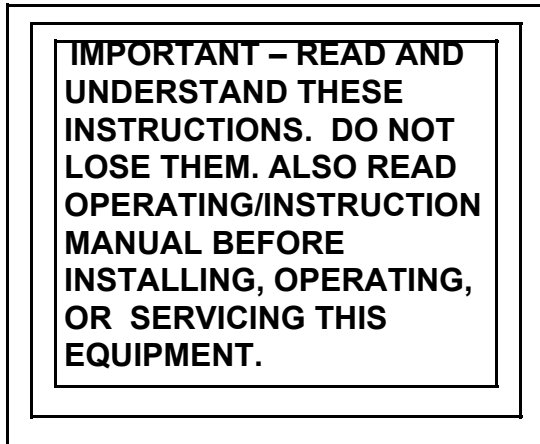 IMPORTANT – READ AND
UNDERSTAND THESE
INSTRUCTIONS.  DO NOT
LOSE THEM. ALSO READ
OPERATING/INSTRUCTION
MANUAL BEFORE
INSTALLING, OPERATING,
OR  SERVICING THIS
EQUIPMENT.